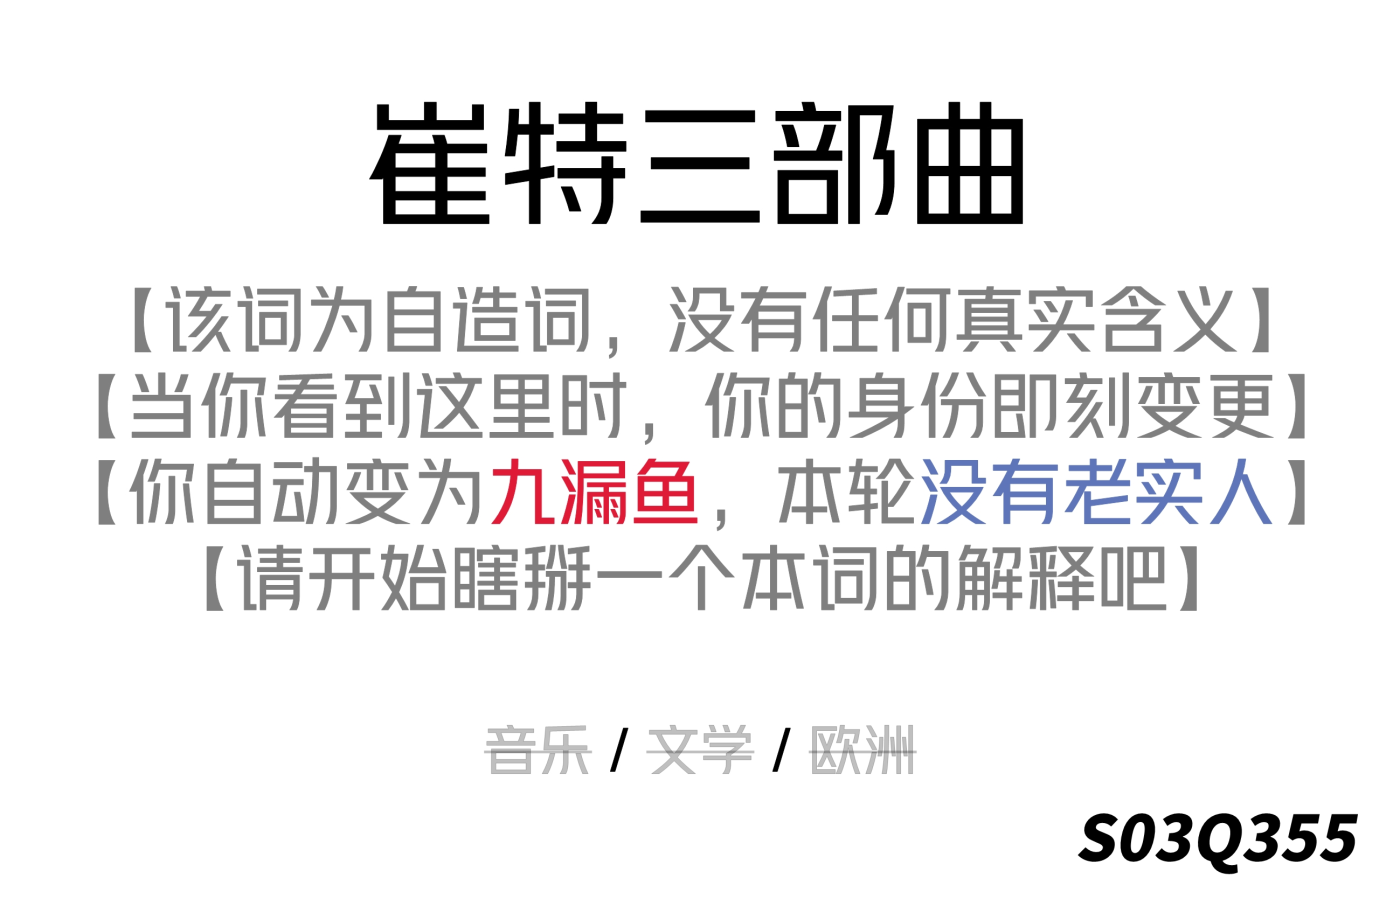 崔特三部曲
【该词为自造词，没有任何真实含义】
【当你看到这里时，你的身份即刻变更】
【你自动变为九漏鱼，本轮没有老实人】
【请开始瞎掰一个本词的解释吧】
音乐 / 文学 / 欧洲
S03Q355